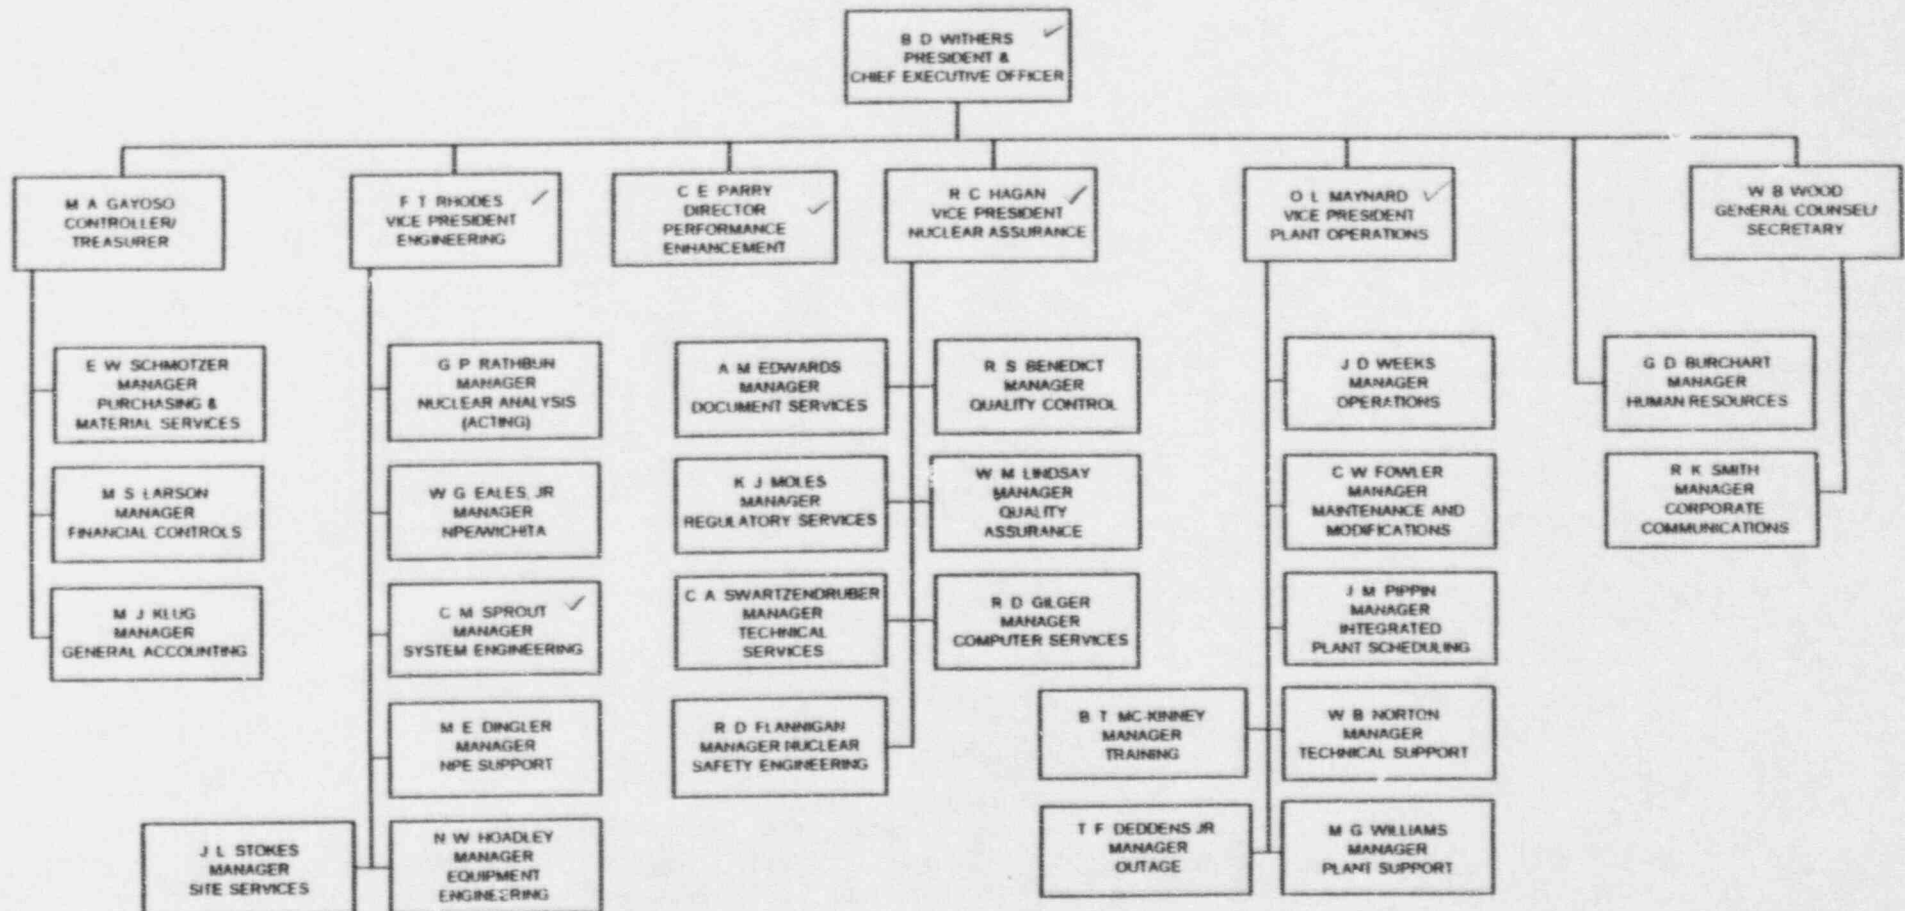 B D WITHERS
PRESIDENT &
CHIEF EXECUTIVE OFFICER
M A GAYOSO
CONTROLLER/
TREASURER
F T RHODES
VICE PRESIDENT
ENGINEERING
C E PARRY
DIRECTOR
PERFORMANCE
ENHANCEMENT
R C HAGAN
VICE PRESIDENT
NUCLEAR ASSURANCE
O L MAYNARD
VICE PRESIDENT
PLANT OPERATIONS
W B WOOD
GENERAL COUNSEL/
SECRETARY
E W SCHMOTZER
MANAGER
PURCHASING &
MATERIAL SERVICES
G P RATHBUN
MANAGER
NUCLEAR ANALYSIS
(ACTING)
A M EDWARDS
MANAGER
DOCUMENT SERVICES
R S BENEDICT
MANAGER
QUALITY CONTROL
J D WEEKS
MANAGER
OPERATIONS
G D BURCHART
MANAGER
HUMAN RESOURCES
M S LARSON
MANAGER
FINANCIAL CONTROLS
W G EALES, JR
MANAGER
NPE/WICHITA
K J MOLES
MANAGER
REGULATORY SERVICES
W M LINDSAY
MANAGER
QUALITY
ASSURANCE
C W FOWLER
MANAGER
MAINTENANCE AND
MODIFICATIONS
R K SMITH
MANAGER
CORPORATE
COMMUNICATIONS
M J KLUG
MANAGER
GENERAL ACCOUNTING
C M SPROUT
MANAGER
SYSTEM ENGINEERING
C A SWARTZENDRUBER
MANAGER
TECHNICAL
SERVICES
R D GILGER
MANAGER
COMPUTER SERVICES
J M PIPPIN
MANAGER
INTEGRATED
PLANT SCHEDULING
M E DINGLER
MANAGER
NPE SUPPORT
R D FLANNIGAN
MANAGER NUCLEAR
SAFETY ENGINEERING
B T MC-KINNEY
MANAGER
TRAINING
W B NORTON
MANAGER
TECHNICAL SUPPORT
J L STOKES
MANAGER
SITE SERVICES
N W HOADLEY
MANAGER
EQUIPMENT
ENGINEERING
T F DEDDENS JR
MANAGER
OUTAGE
M G WILLIAMS
MANAGER
PLANT SUPPORT